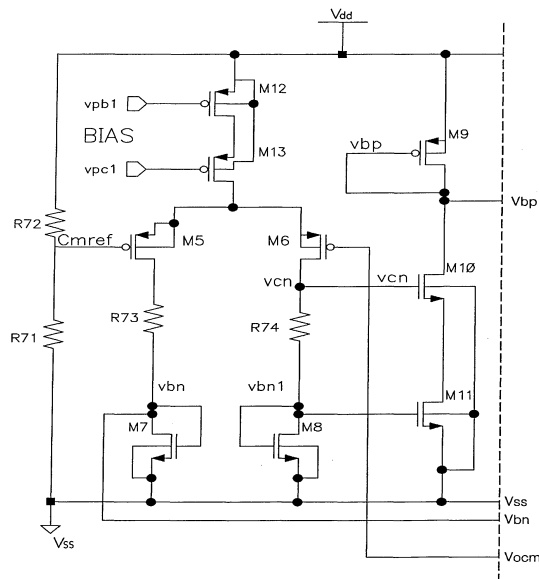 Vdd
M12
vpb1
BIAS
M9
vbp
M13
vpc1
Vbp
R72
Cmref
M5
M6
M10
vcn
vcn
R73
R71
R74
vbn
vbn1
M11
M7
M8
Vss
Vbn
Vss
Vocm